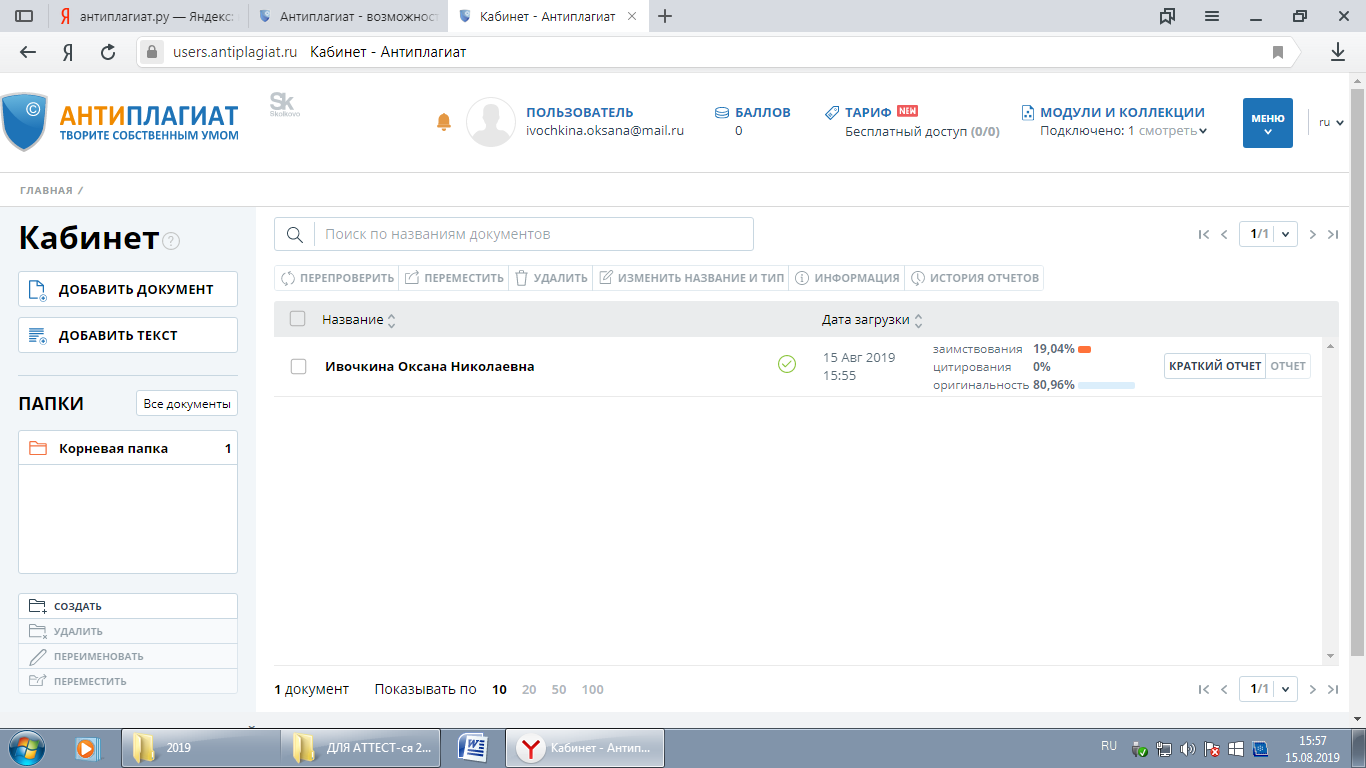 антиплагиат.ру — Яндекс:
Антиплагиат - возможност
Кабинет - Антиплагиат
Я
users.antiplagiat.ru Кабинет - Антиплагиат
АНТИПЛАГИАТ
ТВОРИТЕ СОБСТВЕННЫМ УМОМ
Sk
Skolkovo
ПОЛЬЗОВАТЕЛЬ
ivochkina.oksana@mail.ru
БАЛЛОВ
0
ТАРИФ NEW
Бесплатный доступ (0/0)
МОДУЛИ И КОЛЛЕКЦИИ
Подключено: 1 смотреть
МЕНЮ
ru
ГЛАВНАЯ /
Кабинет ?
ДОБАВИТЬ ДОКУМЕНТ
ДОБАВИТЬ ТЕКСТ
ПАПКИ Все документы
Корневая папка 1
СОЗДАТЬ
УДАЛИТЬ
ПЕРЕИМЕНОВАТЬ
ПЕРЕМЕСТИТЬ
Поиск по названиям документов
1/1
ПЕРЕПРОВЕРИТЬ ПЕРЕМЕСТИТЬ УДАЛИТЬ ИЗМЕНИТЬ НАЗВАНИЕ И ТИП ИНФОРМАЦИЯ ИСТОРИЯ ОТЧЕТОВ
Название Дата загрузки
Ивочкина Оксана Николаевна
15 Авг 2019
15:55
заимствования 19,04%
цитирования 0%
оригинальность 80,96%
КРАТКИЙ ОТЧЕТ ОТЧЕТ
1 документ Показывать по 10 20 50 100
1/1
2019
ДЛЯ АТТЕСТ-ся 2...
Кабинет - Антип...
RU
15:57
15.08.2019